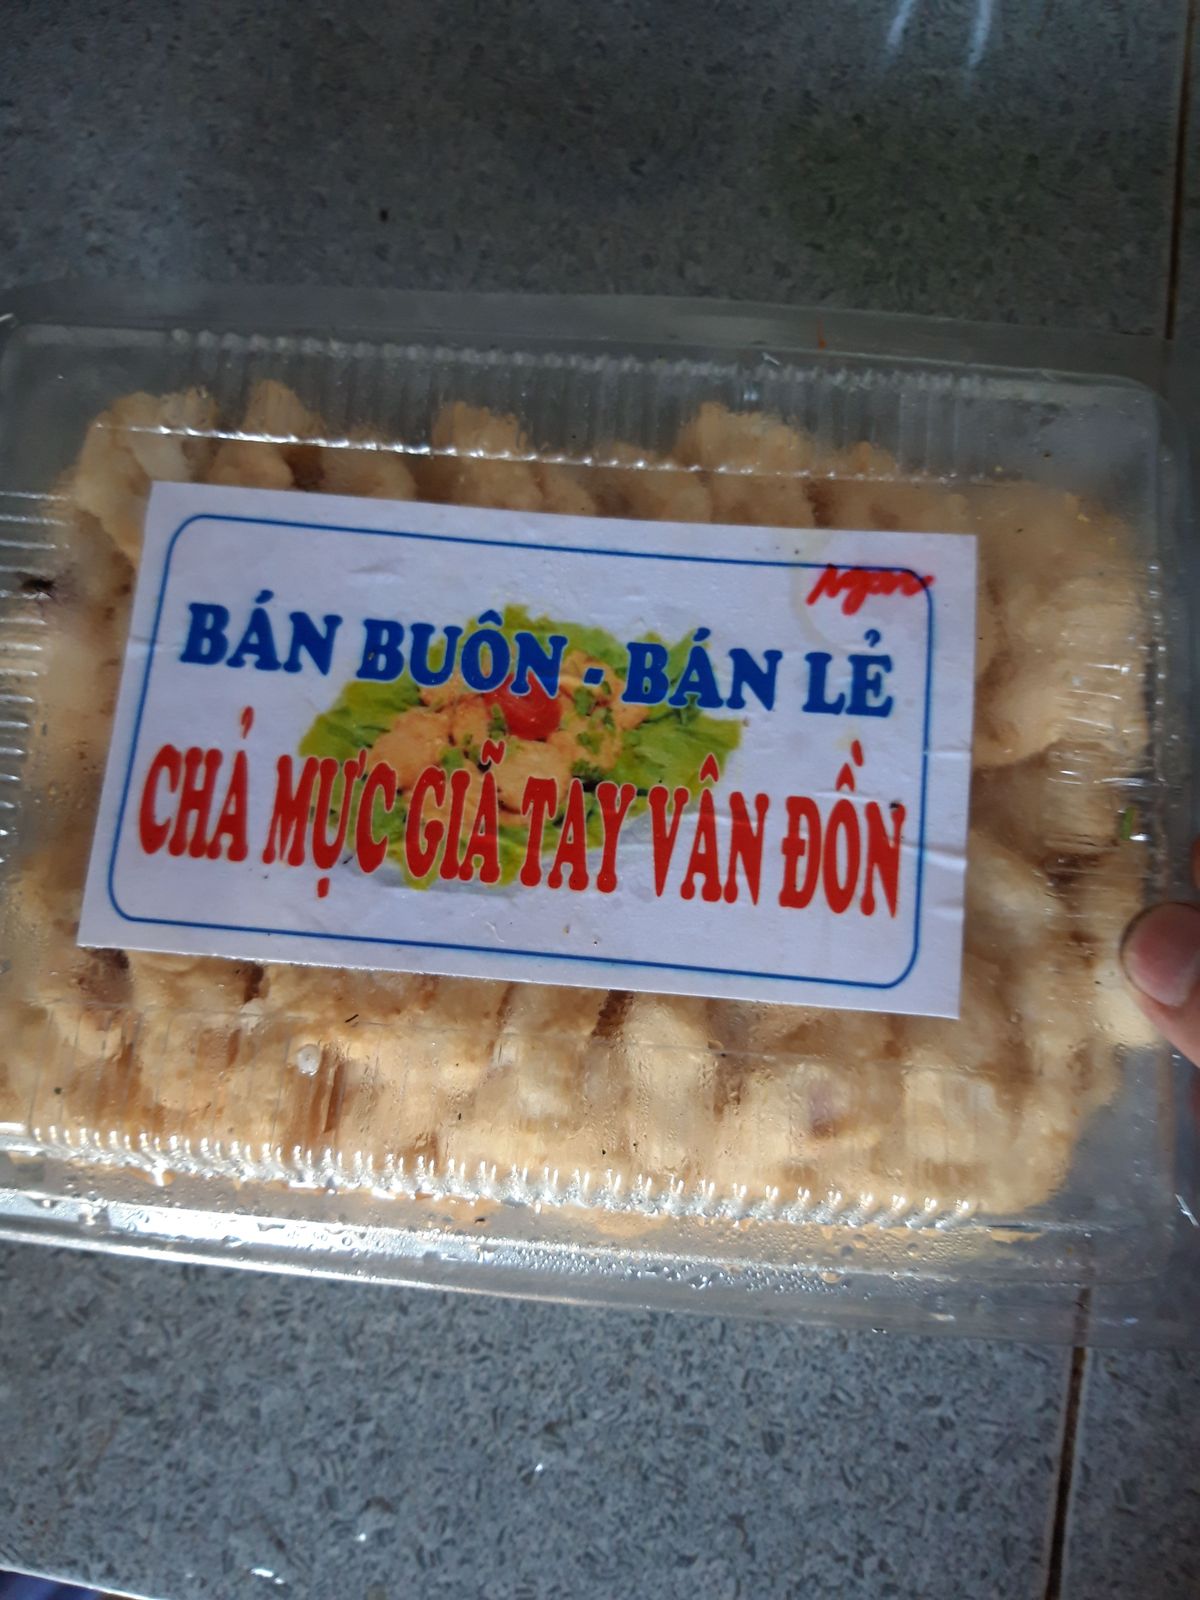 BÁN BUÔN - BÁN LẺ
CHẢ MỰC GIÃ TAY VÂN ĐỒN